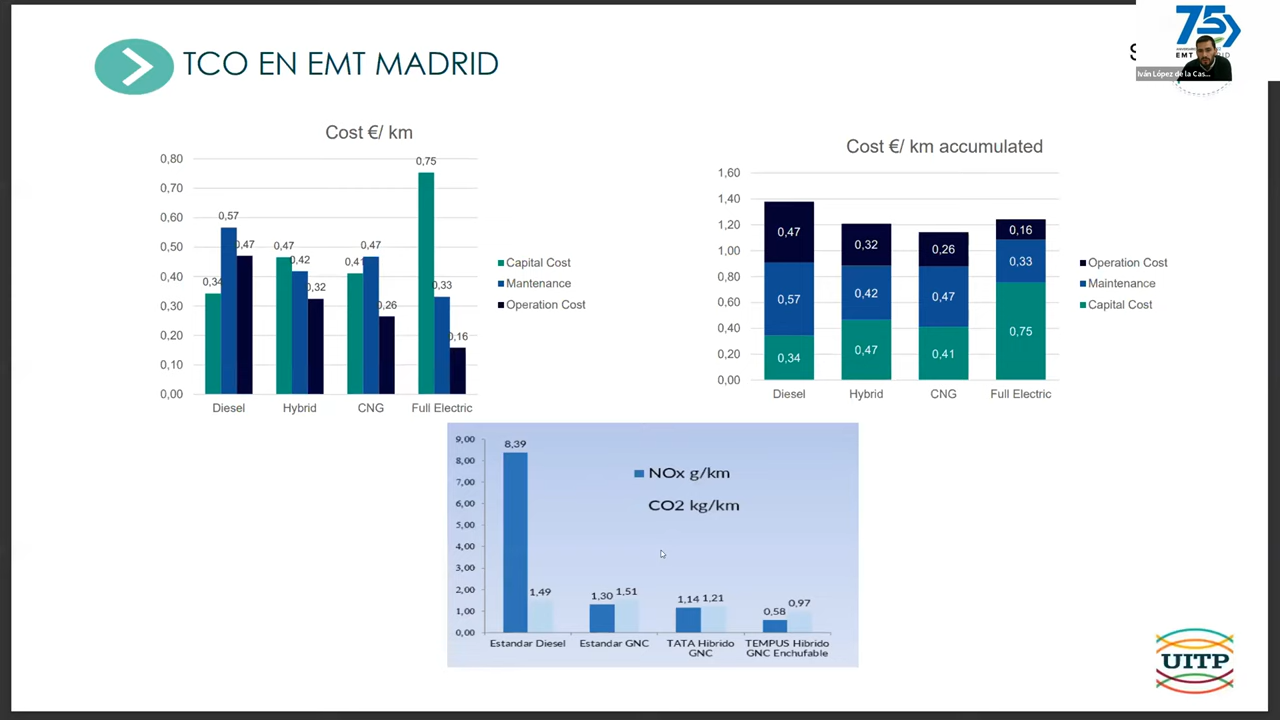 TCO EN EMT MADRID
75
EMT
Iván López de la Cas...
Cost €/ km
0,80
0,70
0,60
0,50
0,40
0,30
0,20
0,10
0,00
0,34
0,57
0,47
0,47
0,42
0,32
0,41
0,47
0,26
0,75
0,33
0,16
Diesel
Hybrid
CNG
Full Electric
Capital Cost
Mantenance
Operation Cost
Cost €/ km accumulated
1,60
1,40
1,20
1,00
0,80
0,60
0,40
0,20
0,00
0,47
0,57
0,34
0,32
0,42
0,47
0,26
0,47
0,41
0,16
0,33
0,75
Diesel
Hybrid
CNG
Full Electric
Operation Cost
Maintenance
Capital Cost
9,00
8,00
7,00
6,00
5,00
4,00
3,00
2,00
1,00
0,00
8,39
1,49
1,30
1,51
1,14
1,21
0,58
0,97
NOx g/km
CO2 kg/km
Estandar Diesel
Estandar GNC
TATA Hibrido
GNC
TEMPUS Hibrido
GNC Enchufable
UITP